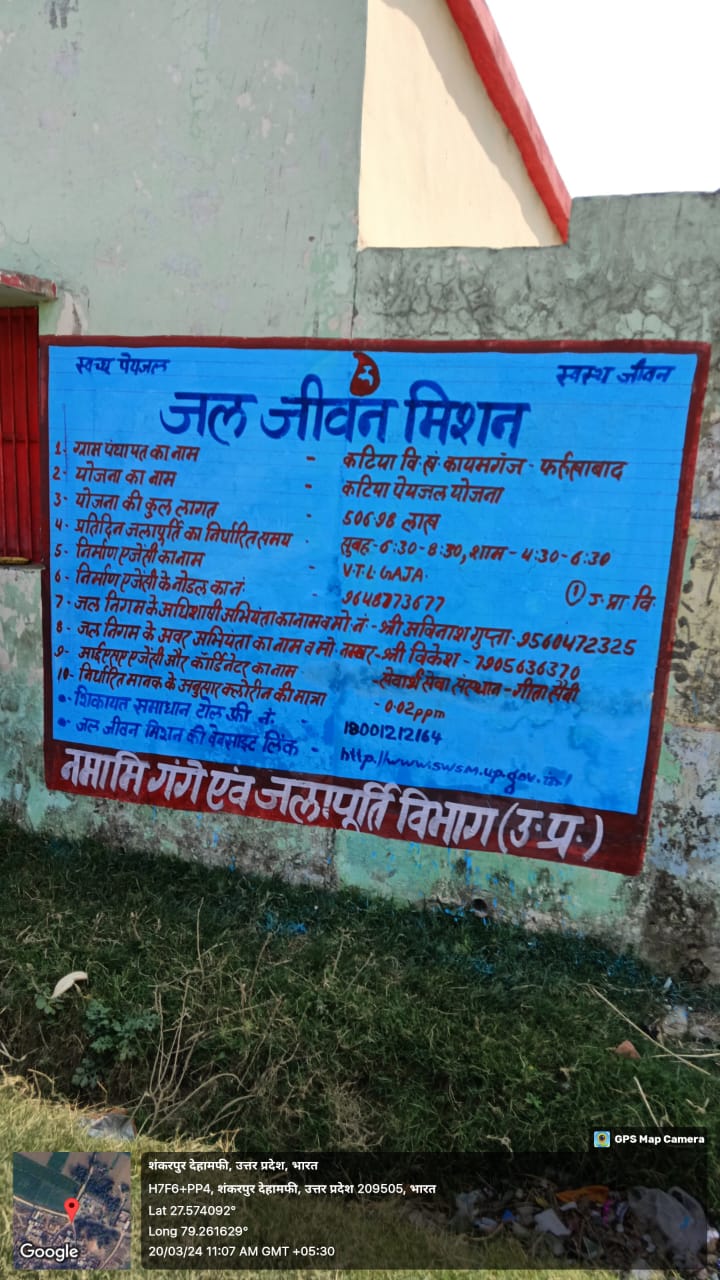 स्वच्छ पेयजल
स्वस्थ जीवन
जल जीवन मिशन
1- ग्राम पंचायत का नाम - कटिया वि.खं. कायमगंज - फर्रुखाबाद
2- योजना का नाम - कटिया पेयजल योजना
3- योजना की कुल लागत - 506.98 लाख
4- प्रतिदिन जलापूर्ति का निर्धारित समय - सुबह-6:30-8:30, शाम-4:30-6:30
5- निर्माण एजेंसी का नाम - V.T.L. GAJA.
6- निर्माण एजेंसी के नोडल का नं. - 9648773677
① उ. प्रा. वि.
7- जल निगम के अधिशाषी अभियंता का नाम व मो. नं - श्री अविनाश गुप्ता. 9560472325
8- जल निगम के अवर अभियंता का नाम व मो. नम्बर - श्री विकेश - 7905636370
9- आईएसए एजेंसी और कॉर्डिनेटर का नाम - सेवार्थ सेवा संस्थान - गीता सैनी
10- निर्धारित मानक के अनुसार क्लोरीन की मात्रा - 0.02ppm
शिकायत समाधान टोल फ्री नं. - 18001212164
जल जीवन मिशन की वेबसाइट लिंक - http://www.swsm.up.gov.in/
नमामि गंगे एवं जलापूर्ति विभाग (उ.प्र.)
GPS Map Camera
शंकरपुर देहामफी, उत्तर प्रदेश, भारत
H7F6+PP4, शंकरपुर देहामफी, उत्तर प्रदेश 209505, भारत
Lat 27.574092°
Long 79.261629°
20/03/24 11:07 AM GMT +05:30
Google